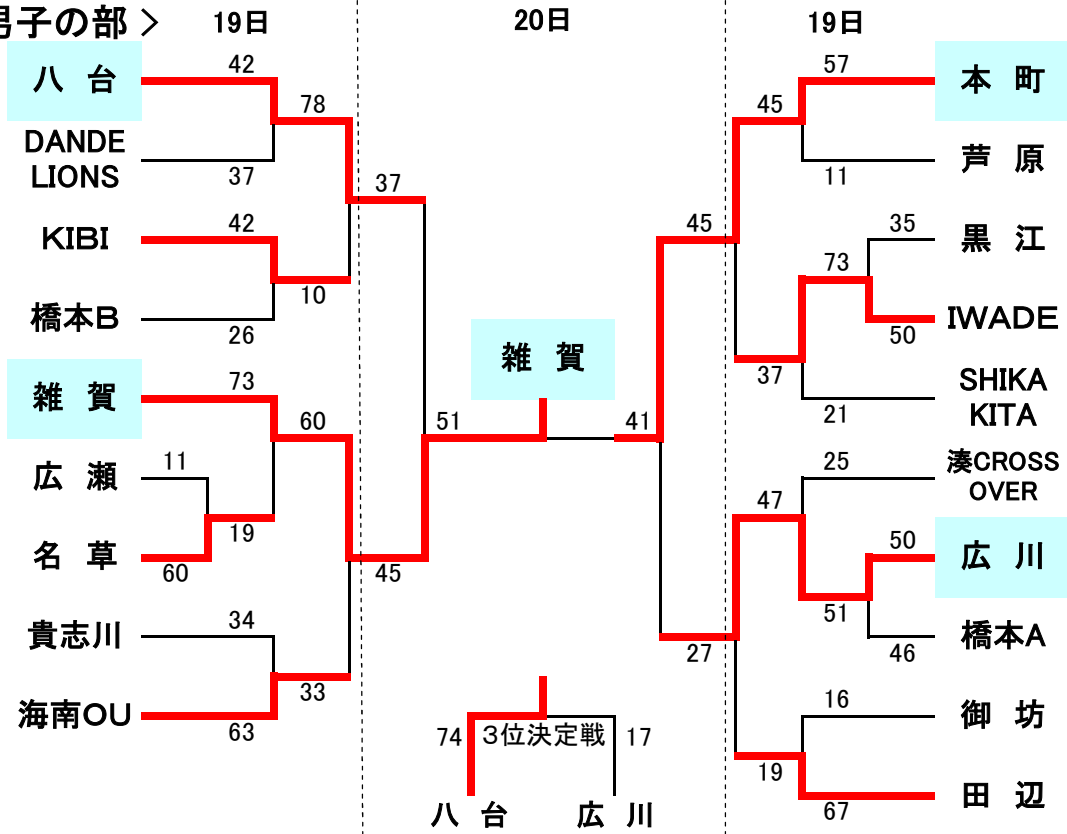 男子の部 >
19日
20日
19日
八 台
42
78
DANDE
LIONS
37
37
KIBI
42
10
橋本B
26
雑 賀
73
60
広 瀬
11
19
名 草
60
45
貴志川
34
33
海南OU
63
雑 賀
51
41
74
3位決定戦
17
八 台
広 川
57
本 町
45
芦 原
11
45
35
黒 江
73
IWADE
50
37
SHIKA
KITA
21
25
湊CROSS
OVER
47
50
広 川
51
橋本A
46
27
16
御 坊
19
田 辺
67